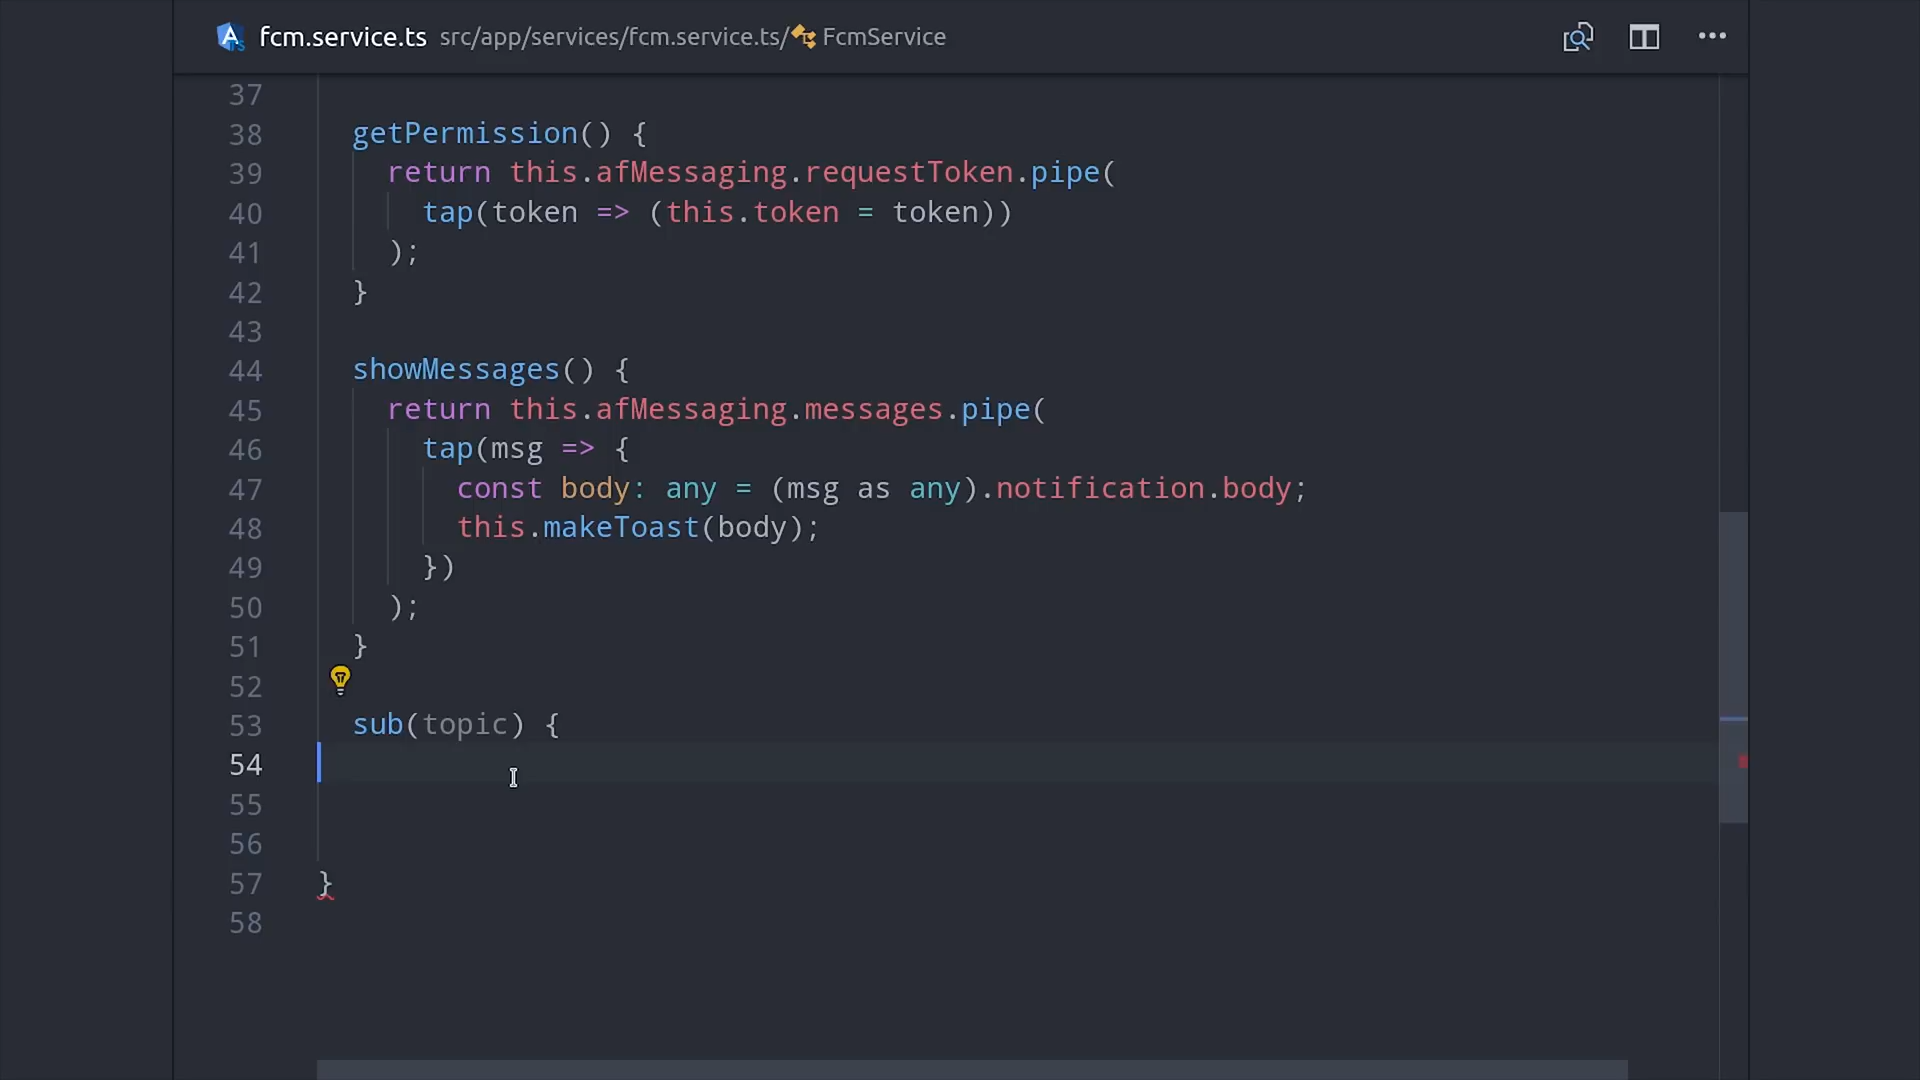 fcm.service.ts src/app/services/fcm.service.ts/ FcmService
37
38 getPermission() {
39 return this.afMessaging.requestToken.pipe(
40 tap(token => (this.token = token))
41 );
42 }
43
44 showMessages() {
45 return this.afMessaging.messages.pipe(
46 tap(msg => {
47 const body: any = (msg as any).notification.body;
48 this.makeToast(body);
49 })
50 );
51 }
52
53 sub(topic) {
54
55
56
57 }
58